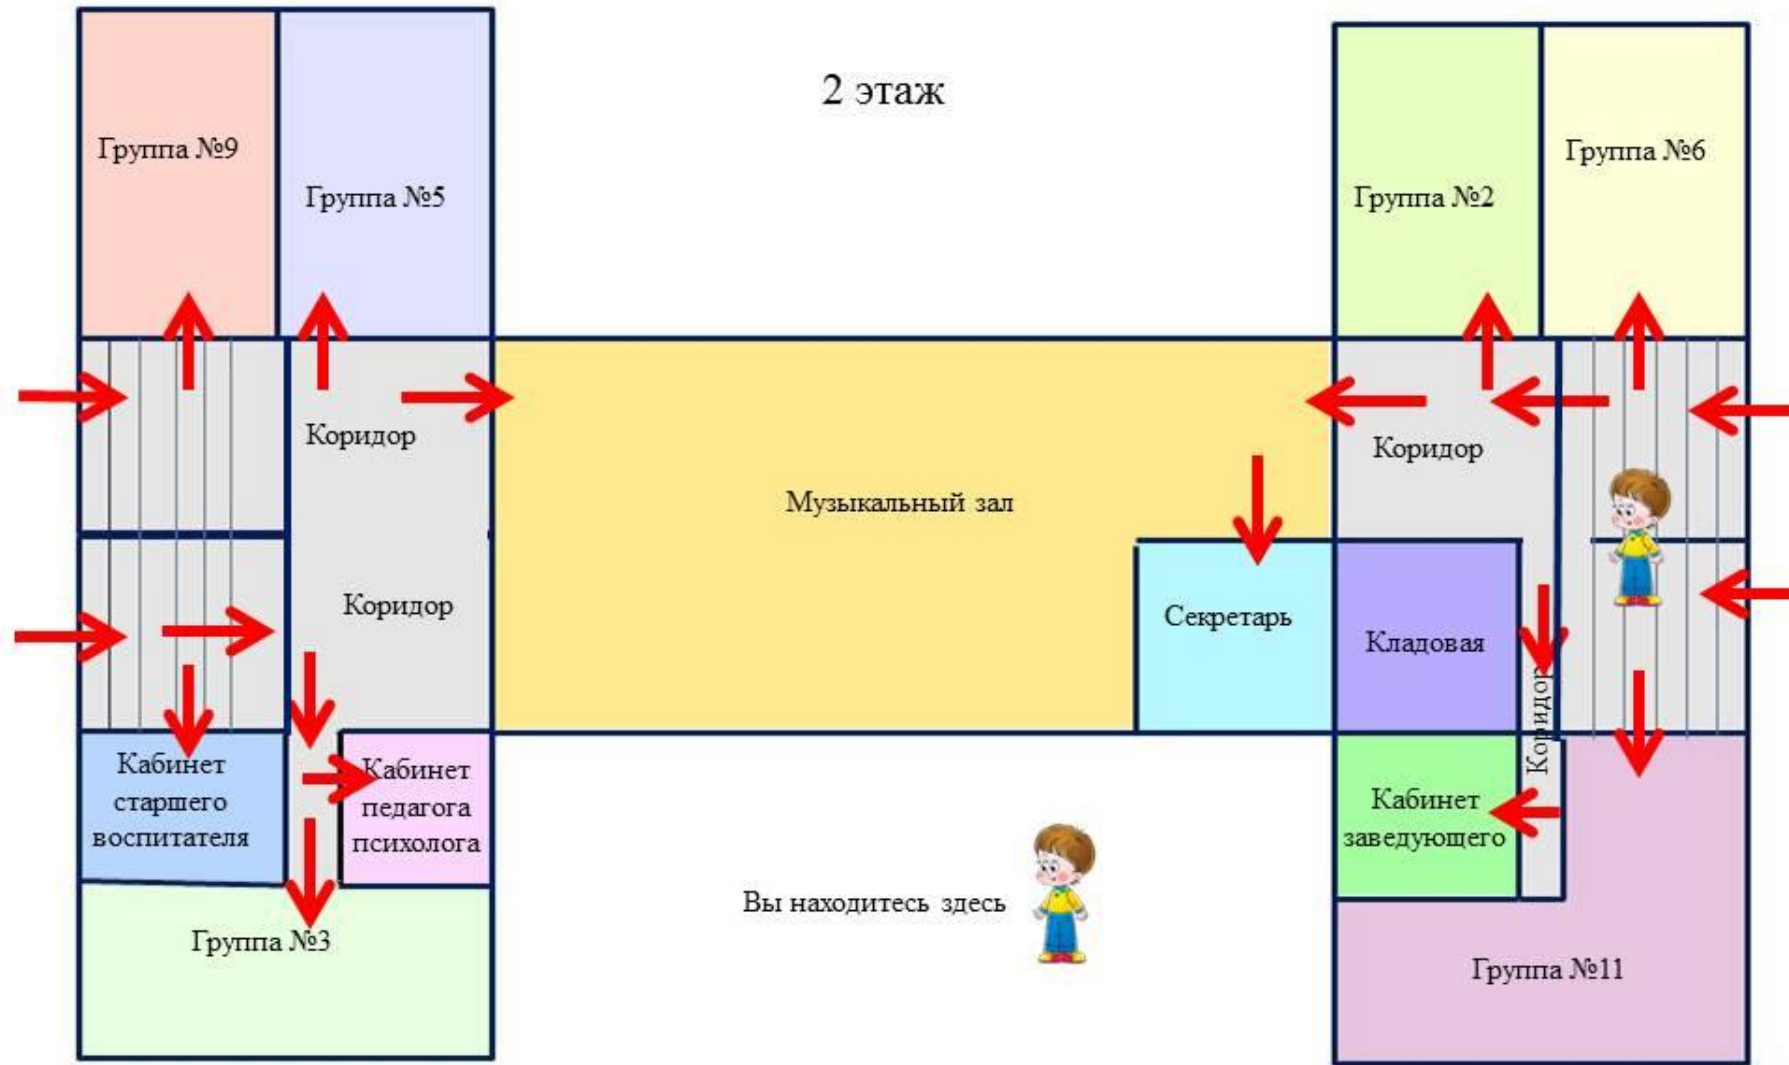 2 этаж
Группа №9
Группа №5
Группа №2
Группа №6
Коридор
Коридор
Музыкальный зал
Коридор
Секретарь
Кладовая
Коридор
Кабинет
старшего
воспитателя
Кабинет
педагога
психолога
Кабинет
заведующего
Вы находитесь здесь
Группа №3
Группа №11